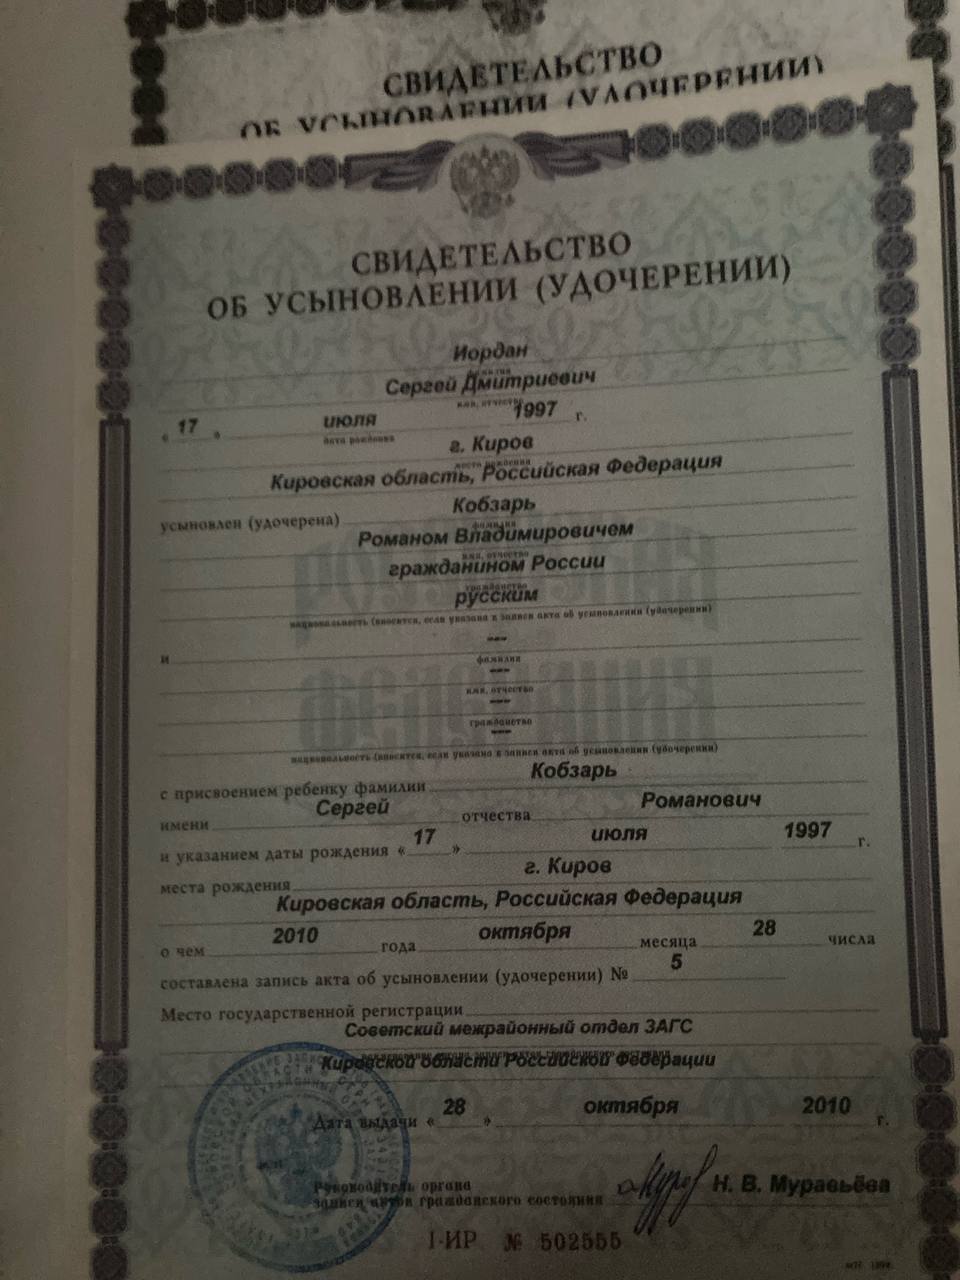 СВИДЕТЕЛЬСТВО
ОБ УСЫНОВЛЕНИИ (УДОЧЕРЕНИИ)
СВИДЕТЕЛЬСТВО
ОБ УСЫНОВЛЕНИИ (УДОЧЕРЕНИИ)
Иордан
фамилия
Сергей Дмитриевич
имя, отчество
« 17 » июля 1997 г.
дата рождения
г. Киров
место рождения
Кировская область, Российская Федерация
усыновлен (удочерена) Кобзарь
фамилия
Романом Владимировичем
имя, отчество
гражданином России
гражданство
русским
национальность (вносится, если указана в записи акта об усыновлении (удочерении)
и ---
фамилия
---
имя, отчество
---
гражданство
---
национальность (вносится, если указана в записи акта об усыновлении (удочерении)
с присвоением ребенку фамилии Кобзарь
имени Сергей отчества Романович
и указанием даты рождения « 17 » июля 1997 г.
места рождения г. Киров
Кировская область, Российская Федерация
о чем 2010 года октября месяца 28 числа
составлена запись акта об усыновлении (удочерении) № 5
Место государственной регистрации
Советский межрайонный отдел ЗАГС
Кировской области Российской Федерации
Дата выдачи « 28 » октября 2010 г.
Руководитель органа
записи актов гражданского состояния Н. В. Муравьёва
I-ИР № 502555